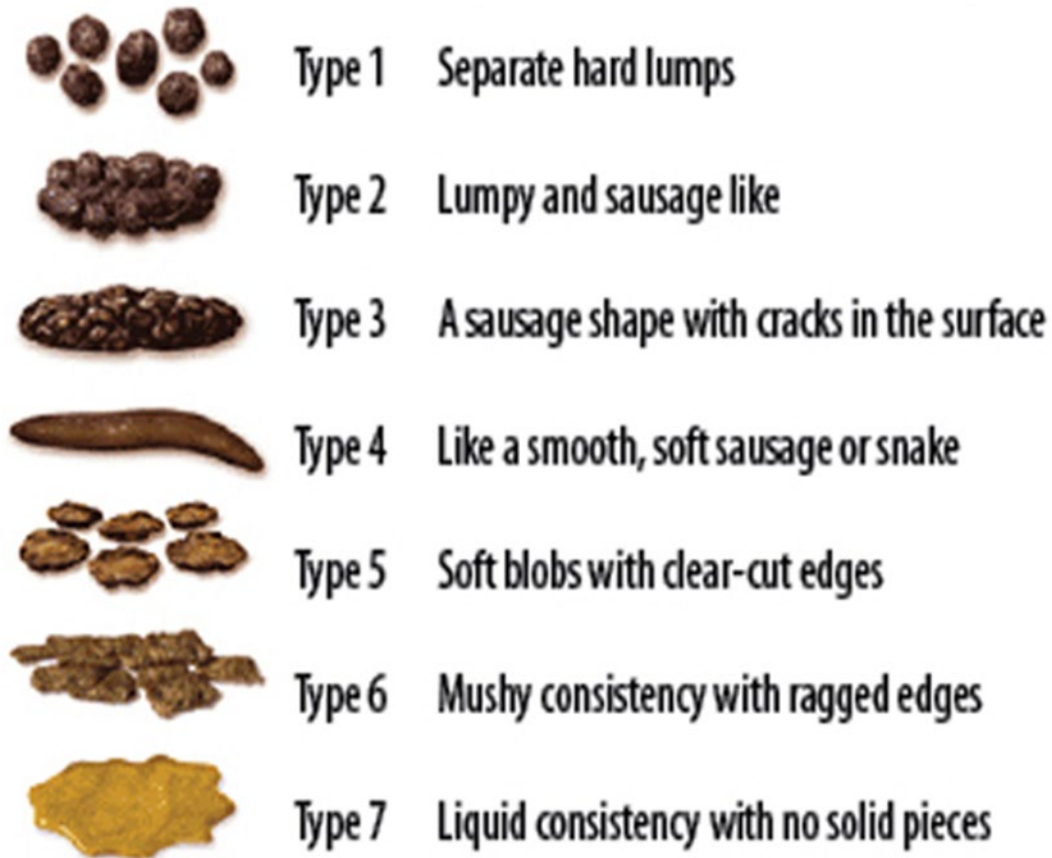 Type 1 Separate hard lumps
Type 2 Lumpy and sausage like
Type 3 A sausage shape with cracks in the surface
Type 4 Like a smooth, soft sausage or snake
Type 5 Soft blobs with clear-cut edges
Type 6 Mushy consistency with ragged edges
Type 7 Liquid consistency with no solid pieces